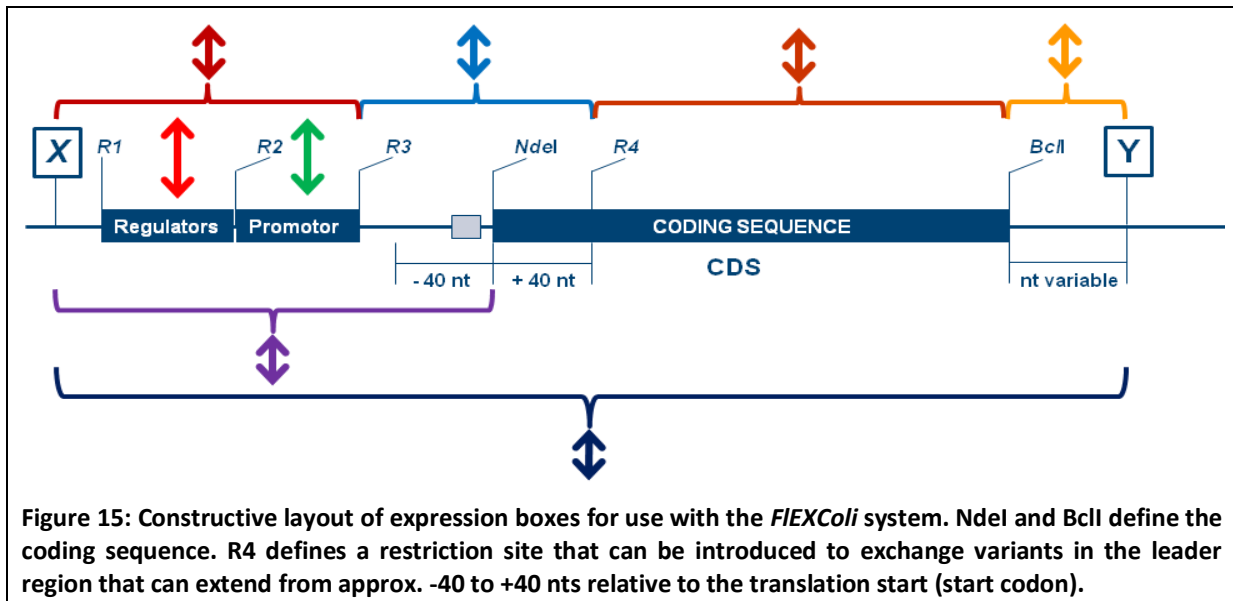 X R1 R2 R3 NdeI R4 BclI Y
Regulators Promotor CODING SEQUENCE
CDS
- 40 nt + 40 nt nt variable
Figure 15: Constructive layout of expression boxes for use with the FlEXColi system. NdeI and BclII define the
coding sequence. R4 defines a restriction site that can be introduced to exchange variants in the leader
region that can extend from approx. -40 to +40 nts relative to the translation start (start codon).